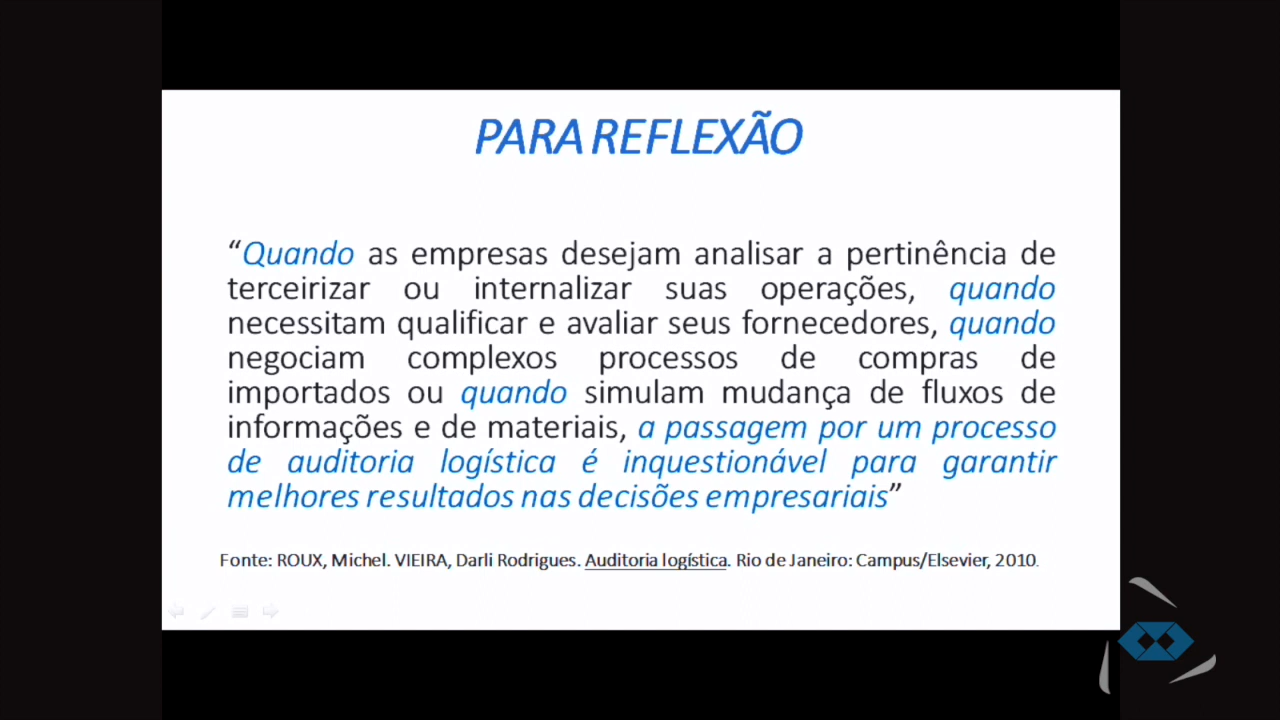 PARA REFLEXÃO
“Quando as empresas desejam analisar a pertinência de
terceirizar ou internalizar suas operações, quando
necessitam qualificar e avaliar seus fornecedores, quando
negociam complexos processos de compras de
importados ou quando simulam mudança de fluxos de
informações e de materiais, a passagem por um processo
de auditoria logística é inquestionável para garantir
melhores resultados nas decisões empresariais”
Fonte: ROUX, Michel. VIEIRA, Darli Rodrigues. Auditoria logística. Rio de Janeiro: Campus/Elsevier, 2010.